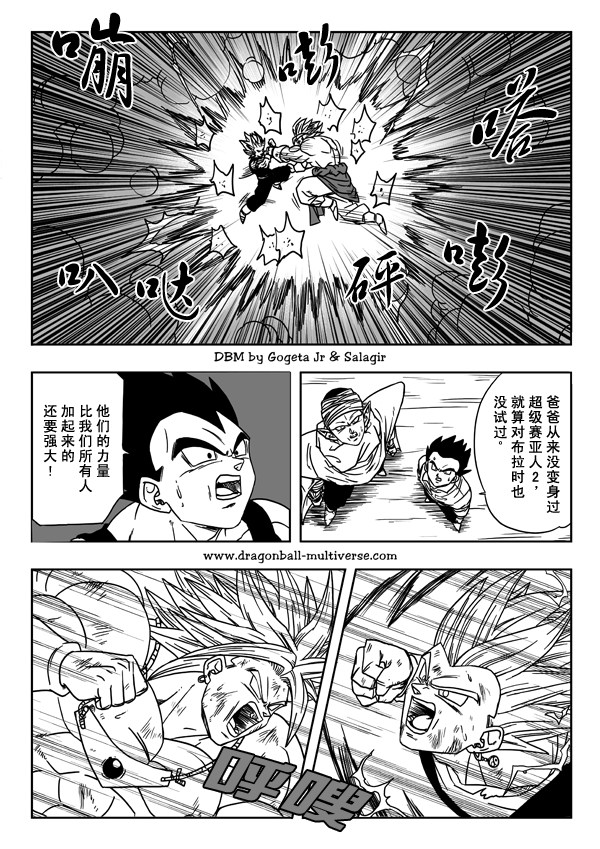 嘣
嘭
嗒
叭
哒
砰
嘭
DBM by Gogeta Jr & Salagir
爸爸从来没变身过
超级赛亚人2，
就算对布拉时也
没试过。
他们的力量
比我们所有人
加起来的
还要强大！
www.dragonball-multiverse.com
呼
嗖